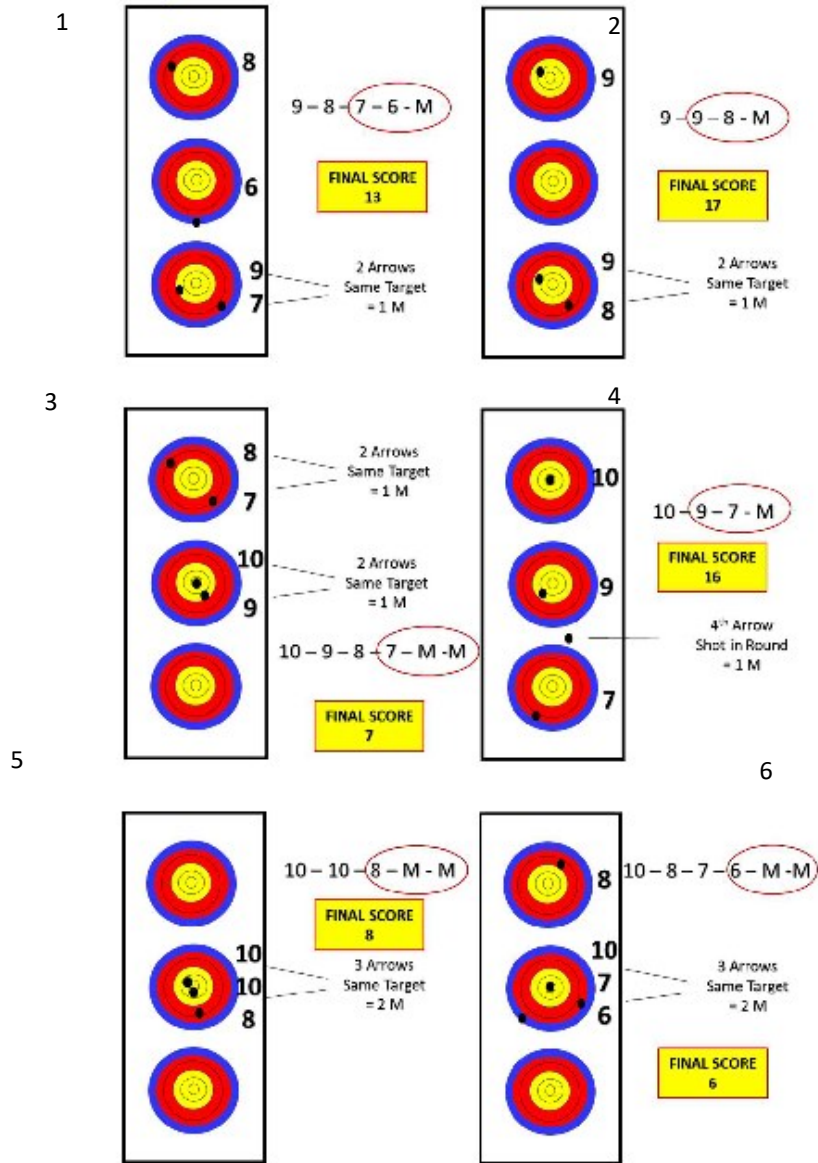 1
8
9 – 8 – 7 – 6 - M
6
FINAL SCORE
13
9
7
2 Arrows
Same Target
= 1 M
2
9
9 – 9 – 8 - M
FINAL SCORE
17
9
8
2 Arrows
Same Target
= 1 M
3
8
7
2 Arrows
Same Target
= 1 M
10
9
2 Arrows
Same Target
= 1 M
10 – 9 – 8 – 7 – M -M
FINAL SCORE
7
4
10
10 – 9 – 7 - M
9
FINAL SCORE
16
4th Arrow
Shot in Round
= 1 M
7
5
10 – 10 – 8 – M - M
FINAL SCORE
8
10
10
8
3 Arrows
Same Target
= 2 M
6
8
10 – 8 – 7 – 6 – M -M
10
7
6
3 Arrows
Same Target
= 2 M
FINAL SCORE
6